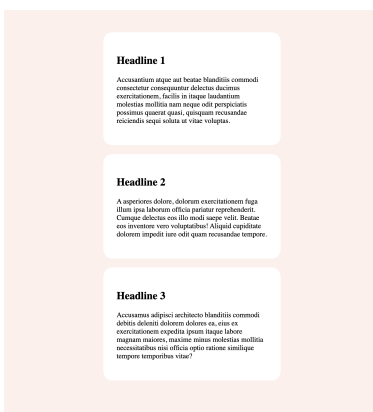 Headline 1
Accusantium atque aut beatae blanditiis commodi
consectetur consequuntur delectus ducimus
exercitationem, facilis in itaque laudantium
molestias mollitia nam neque odit perspiciatis
possimus quaerat quasi, quisquam recusandae
reiciendis sequi soluta ut vitae voluptas.
Headline 2
A asperiores dolore, dolorum exercitationem fuga
illum ipsa laborum officia pariatur reprehenderit.
Cumque delectus eos illo modi saepe velit. Beatae
eos inventore vero voluptatibus! Aliquid cupiditate
dolorem impedit iure odit quam recusandae tempore.
Headline 3
Accusamus adipisci architecto blanditiis commodi
debitis deleniti dolorem dolores ea, eius ex
exercitationem expedita ipsum itaque labore
magnam maiores, maxime minus molestias mollitia
necessitatibus nisi officia optio ratione similique
tempore temporibus vitae?